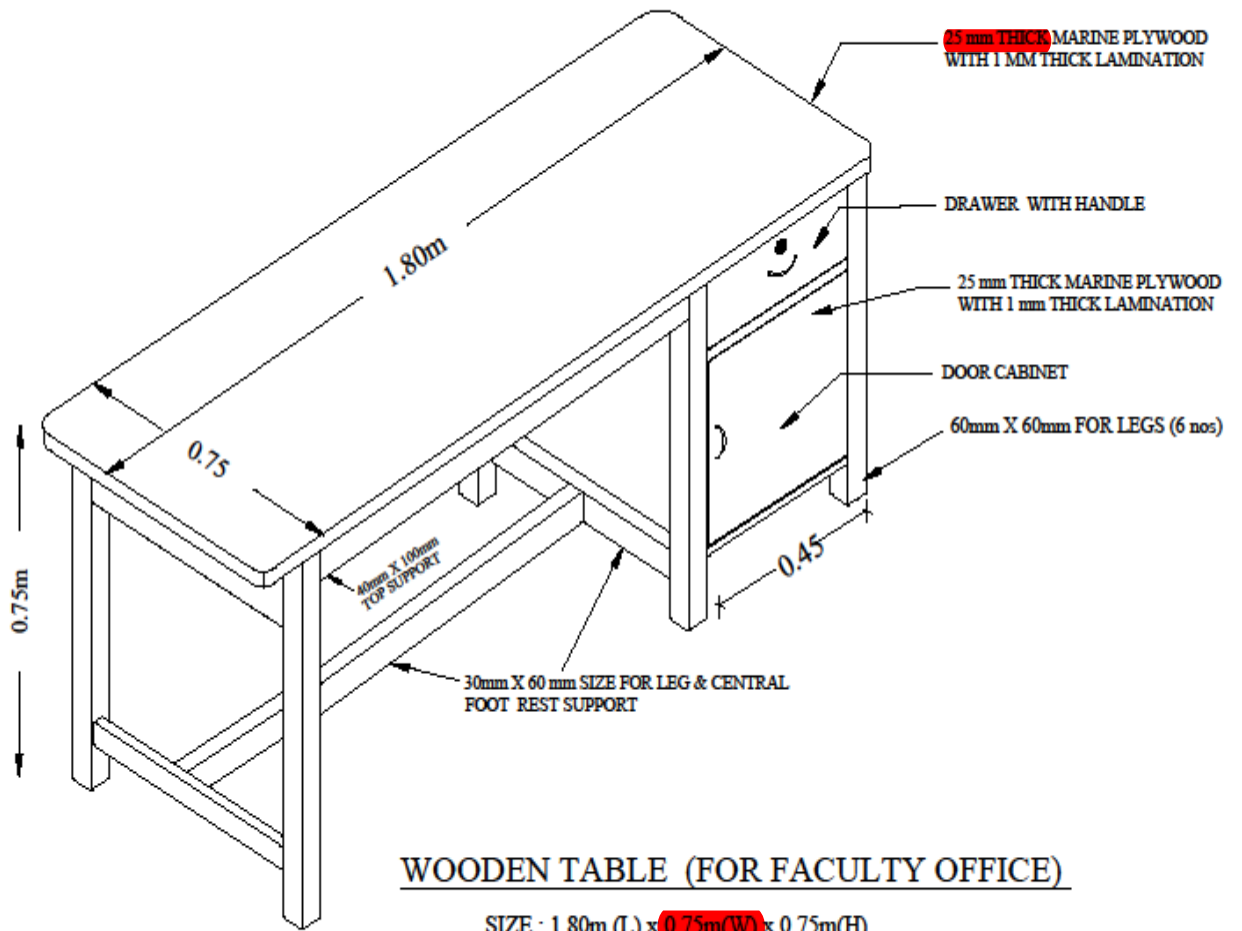 25 mm THICK MARINE PLYWOOD
WITH 1 MM THICK LAMINATION
DRAWER WITH HANDLE
1.80m
25 mm THICK MARINE PLYWOOD
WITH 1 mm THICK LAMINATION
DOOR CABINET
60mm X 60mm FOR LEGS (6 nos)
0.75
0.45
40mm X 100mm
TOP SUPPORT
0.75m
30mm X 60 mm SIZE FOR LEG & CENTRAL
FOOT REST SUPPORT
WOODEN TABLE (FOR FACULTY OFFICE)
SIZE : 1.80m (L) x 0.75m(W) x 0.75m(H)